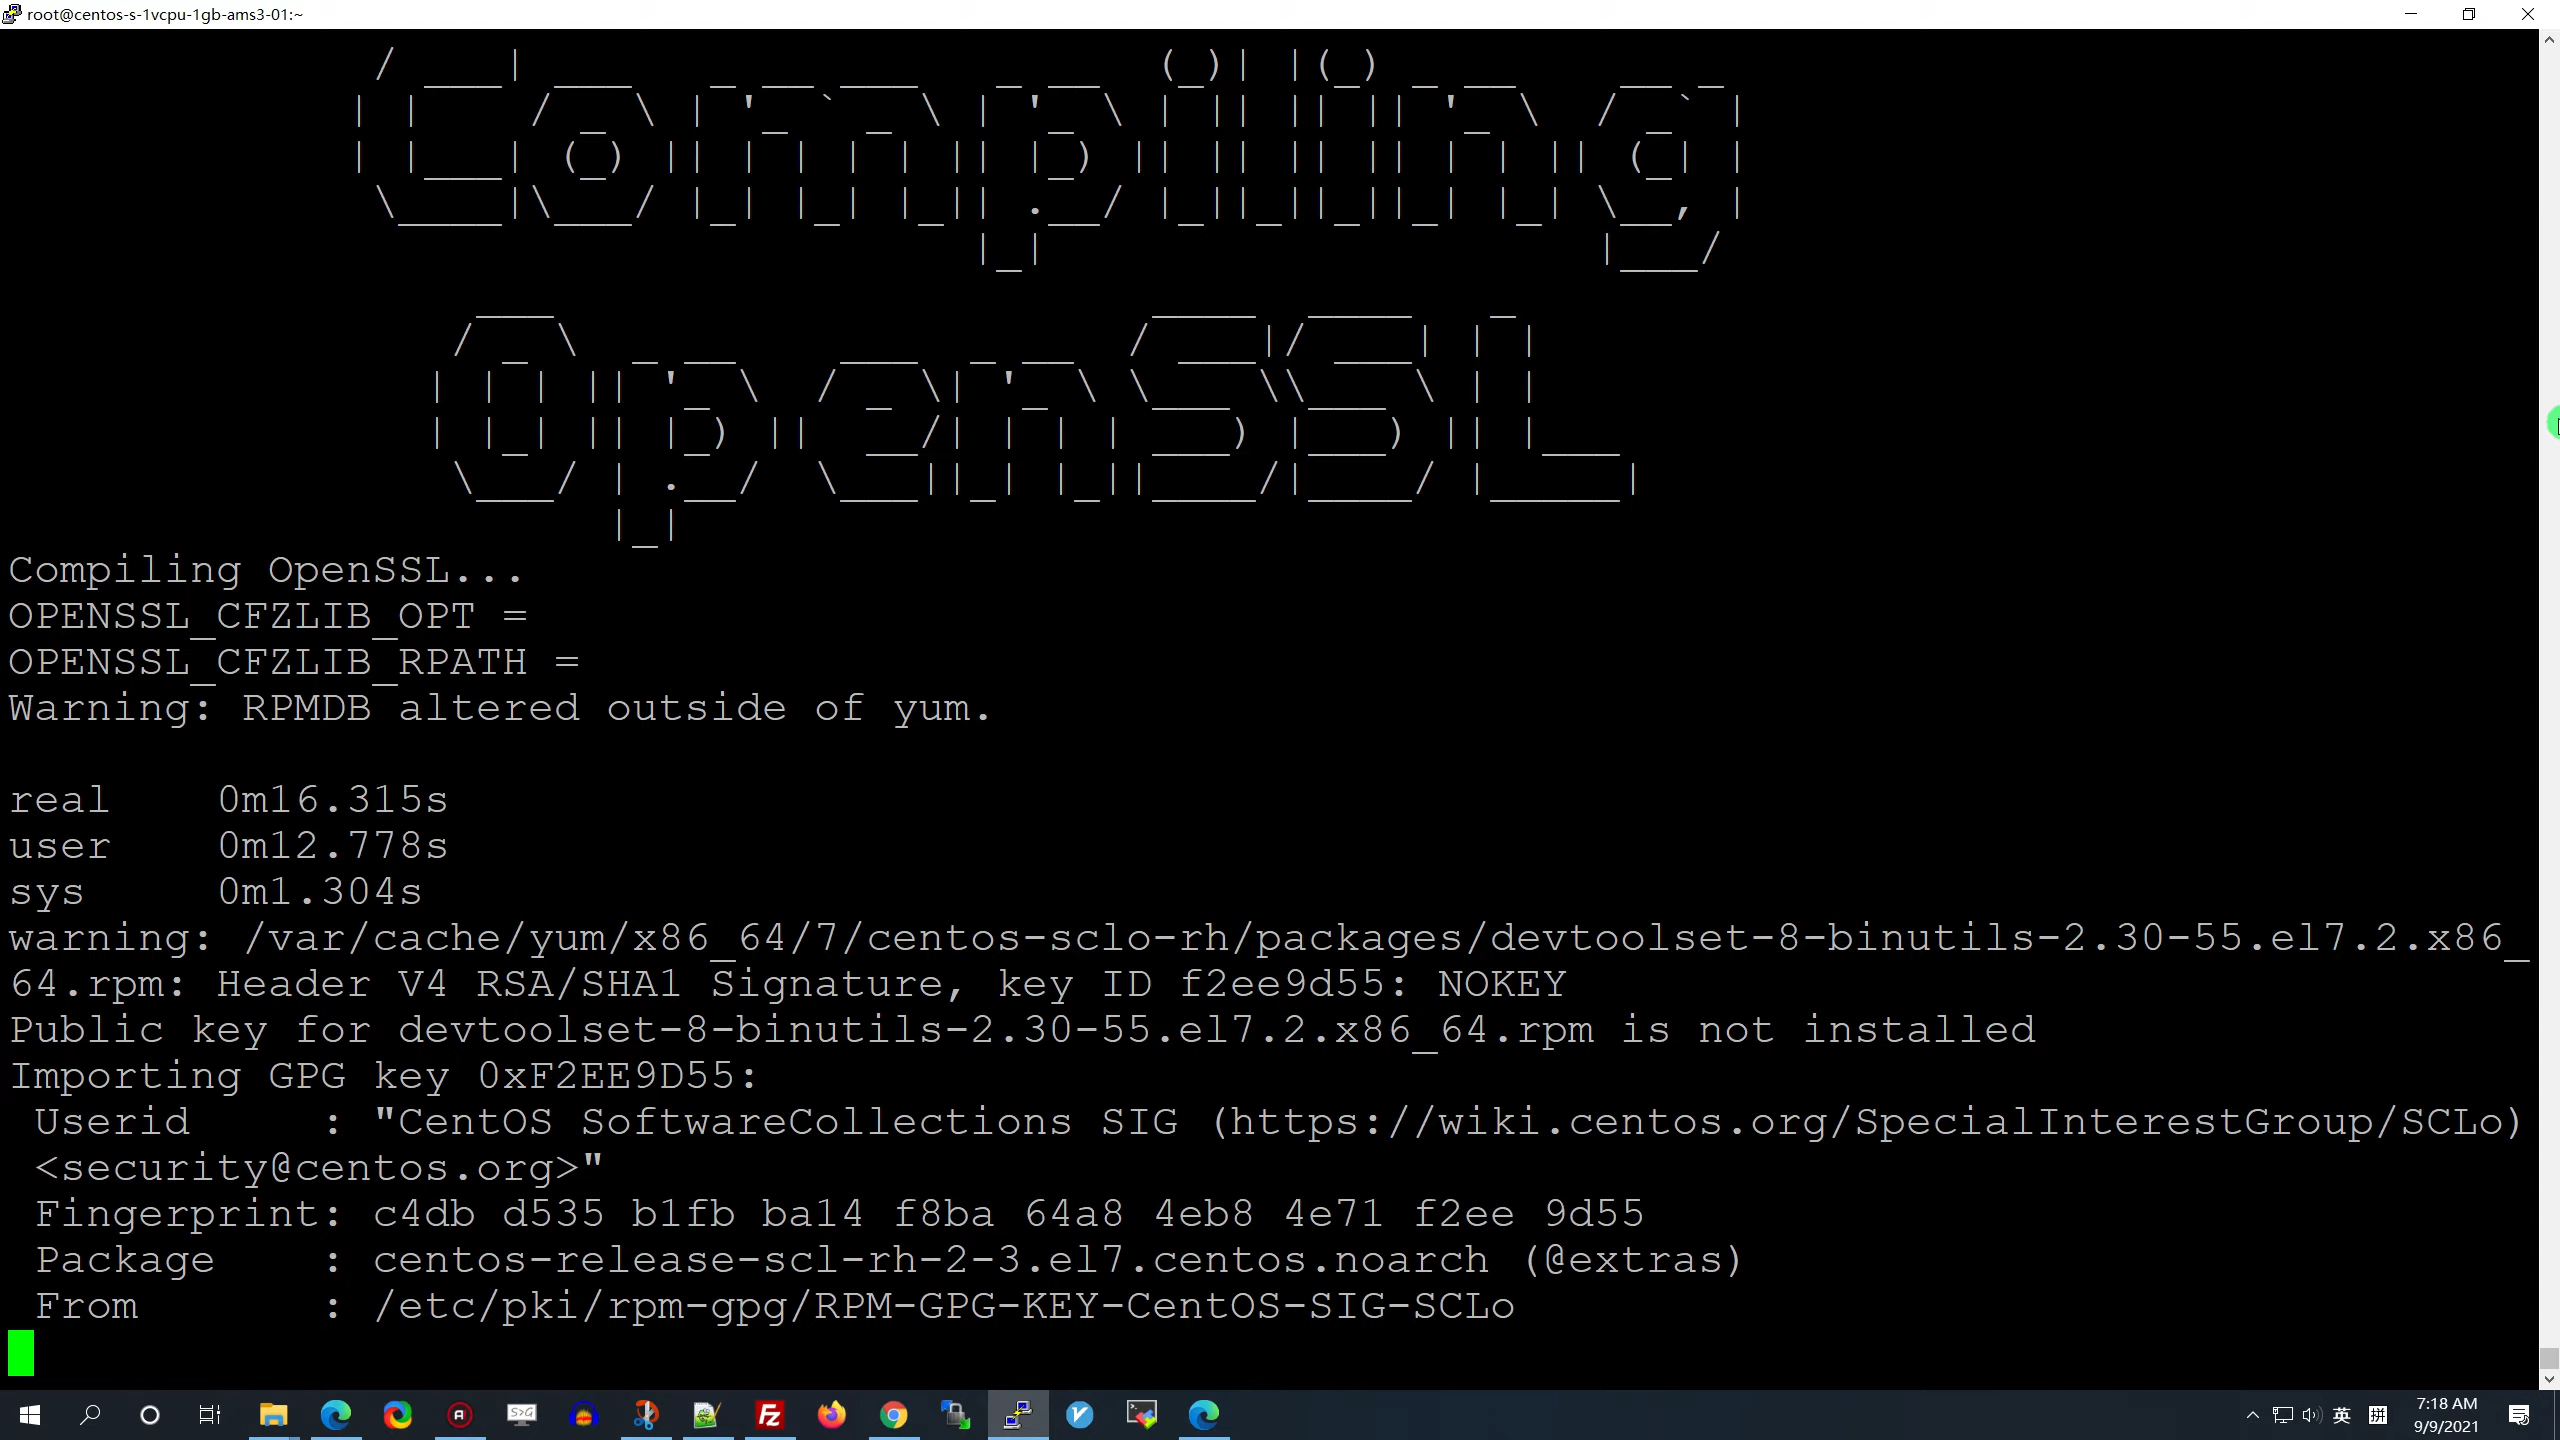 root@centos-s-1vcpu-1gb-ams3-01:~
Compiling
OpenSSL
Compiling OpenSSL...
OPENSSL_CFZLIB_OPT =
OPENSSL_CFZLIB_RPATH =
Warning: RPMDB altered outside of yum.
real 0m16.315s
user 0m12.778s
sys 0m1.304s
warning: /var/cache/yum/x86_64/7/centos-sclo-rh/packages/devtoolset-8-binutils-2.30-55.el7.2.x86_
64.rpm: Header V4 RSA/SHA1 Signature, key ID f2ee9d55: NOKEY
Public key for devtoolset-8-binutils-2.30-55.el7.2.x86_64.rpm is not installed
Importing GPG key 0xF2EE9D55:
Userid : "CentOS SoftwareCollections SIG (https://wiki.centos.org/SpecialInterestGroup/SCLo)
<security@centos.org>"
Fingerprint: c4db d535 b1fb ba14 f8ba 64a8 4eb8 4e71 f2ee 9d55
Package : centos-release-scl-rh-2-3.el7.centos.noarch (@extras)
From : /etc/pki/rpm-gpg/RPM-GPG-KEY-CentOS-SIG-SCLo
S>G
Fz
英
拼
7:18 AM
9/9/2021